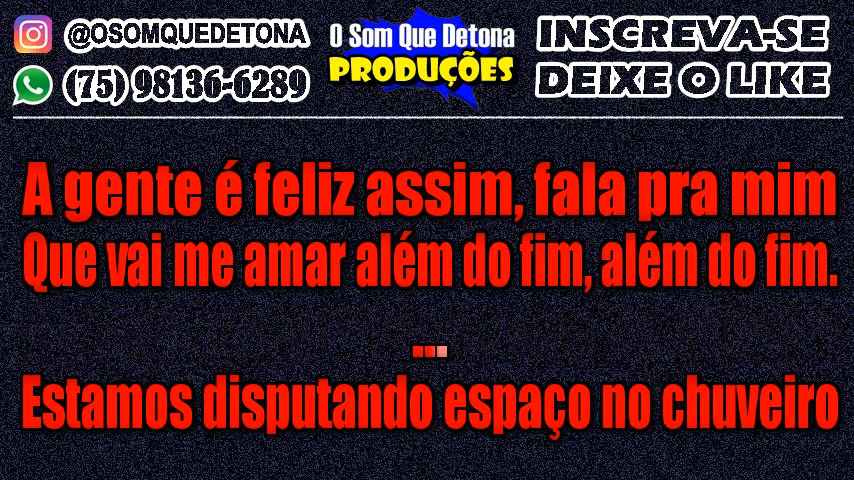 @OSOMQUEDETONA
(75) 98136-6289
O Som Que Detona
PRODUÇÕES
INSCREVA-SE
DEIXE O LIKE
A gente é feliz assim, fala pra mim
Que vai me amar além do fim, além do fim.
...
Estamos disputando espaço no chuveiro